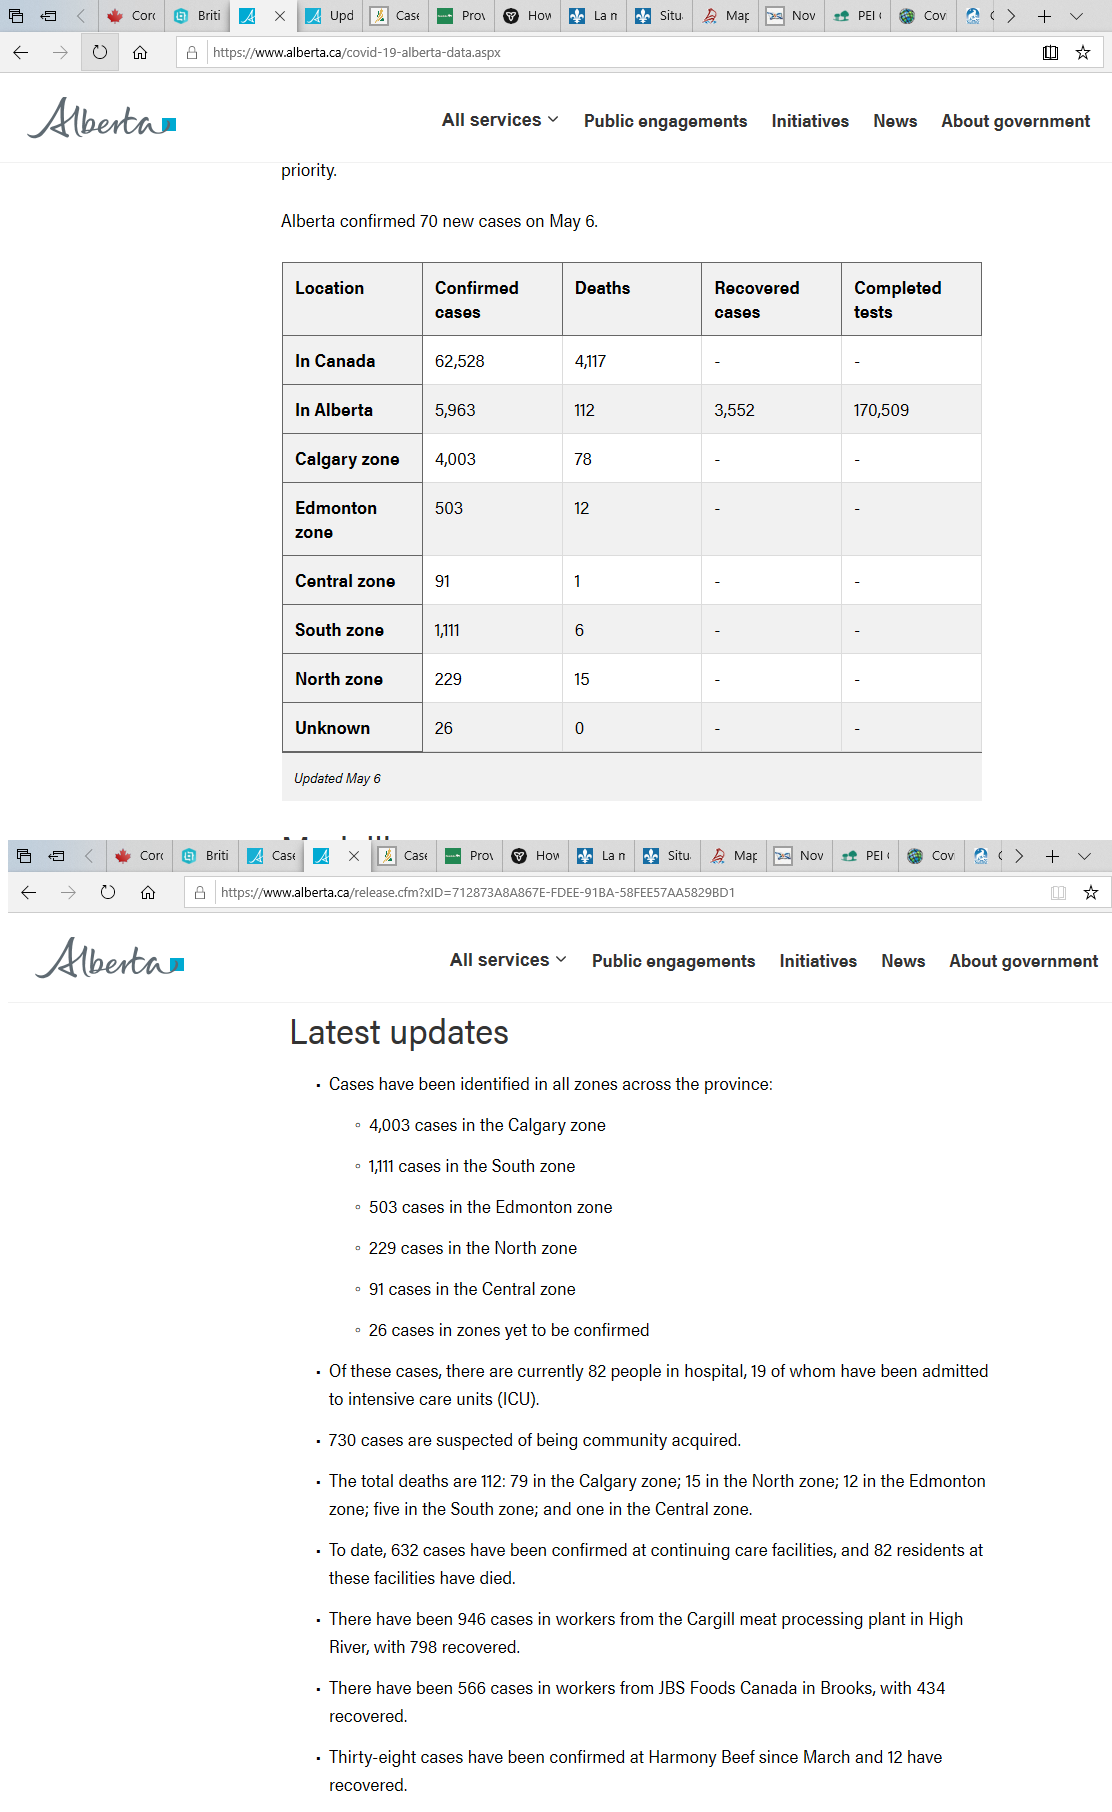 Corc Briti Upd Case Prov How La m Situ Map Nov PEI Cov
https://www.alberta.ca/covid-19-alberta-data.aspx
Alberta All services Public engagements Initiatives News About government
priority.
Alberta confirmed 70 new cases on May 6.
Location Confirmed cases Deaths Recovered cases Completed tests
In Canada 62,528 4,117 - -
In Alberta 5,963 112 3,552 170,509
Calgary zone 4,003 78 - -
Edmonton zone 503 12 - -
Central zone 91 1 - -
South zone 1,111 6 - -
North zone 229 15 - -
Unknown 26 0 - -
Updated May 6
Corc Briti Case Case Prov How La m Situ Map Nov PEI Cov
https://www.alberta.ca/release.cfm?xID=712873A8A867E-FDEE-91BA-58FEE57AA5829BD1
Alberta All services Public engagements Initiatives News About government
Latest updates
▪ Cases have been identified in all zones across the province:
◦ 4,003 cases in the Calgary zone
◦ 1,111 cases in the South zone
◦ 503 cases in the Edmonton zone
◦ 229 cases in the North zone
◦ 91 cases in the Central zone
◦ 26 cases in zones yet to be confirmed
▪ Of these cases, there are currently 82 people in hospital, 19 of whom have been admitted
to intensive care units (ICU).
▪ 730 cases are suspected of being community acquired.
▪ The total deaths are 112: 79 in the Calgary zone; 15 in the North zone; 12 in the Edmonton
zone; five in the South zone; and one in the Central zone.
▪ To date, 632 cases have been confirmed at continuing care facilities, and 82 residents at
these facilities have died.
▪ There have been 946 cases in workers from the Cargill meat processing plant in High
River, with 798 recovered.
▪ There have been 566 cases in workers from JBS Foods Canada in Brooks, with 434
recovered.
▪ Thirty-eight cases have been confirmed at Harmony Beef since March and 12 have
recovered.